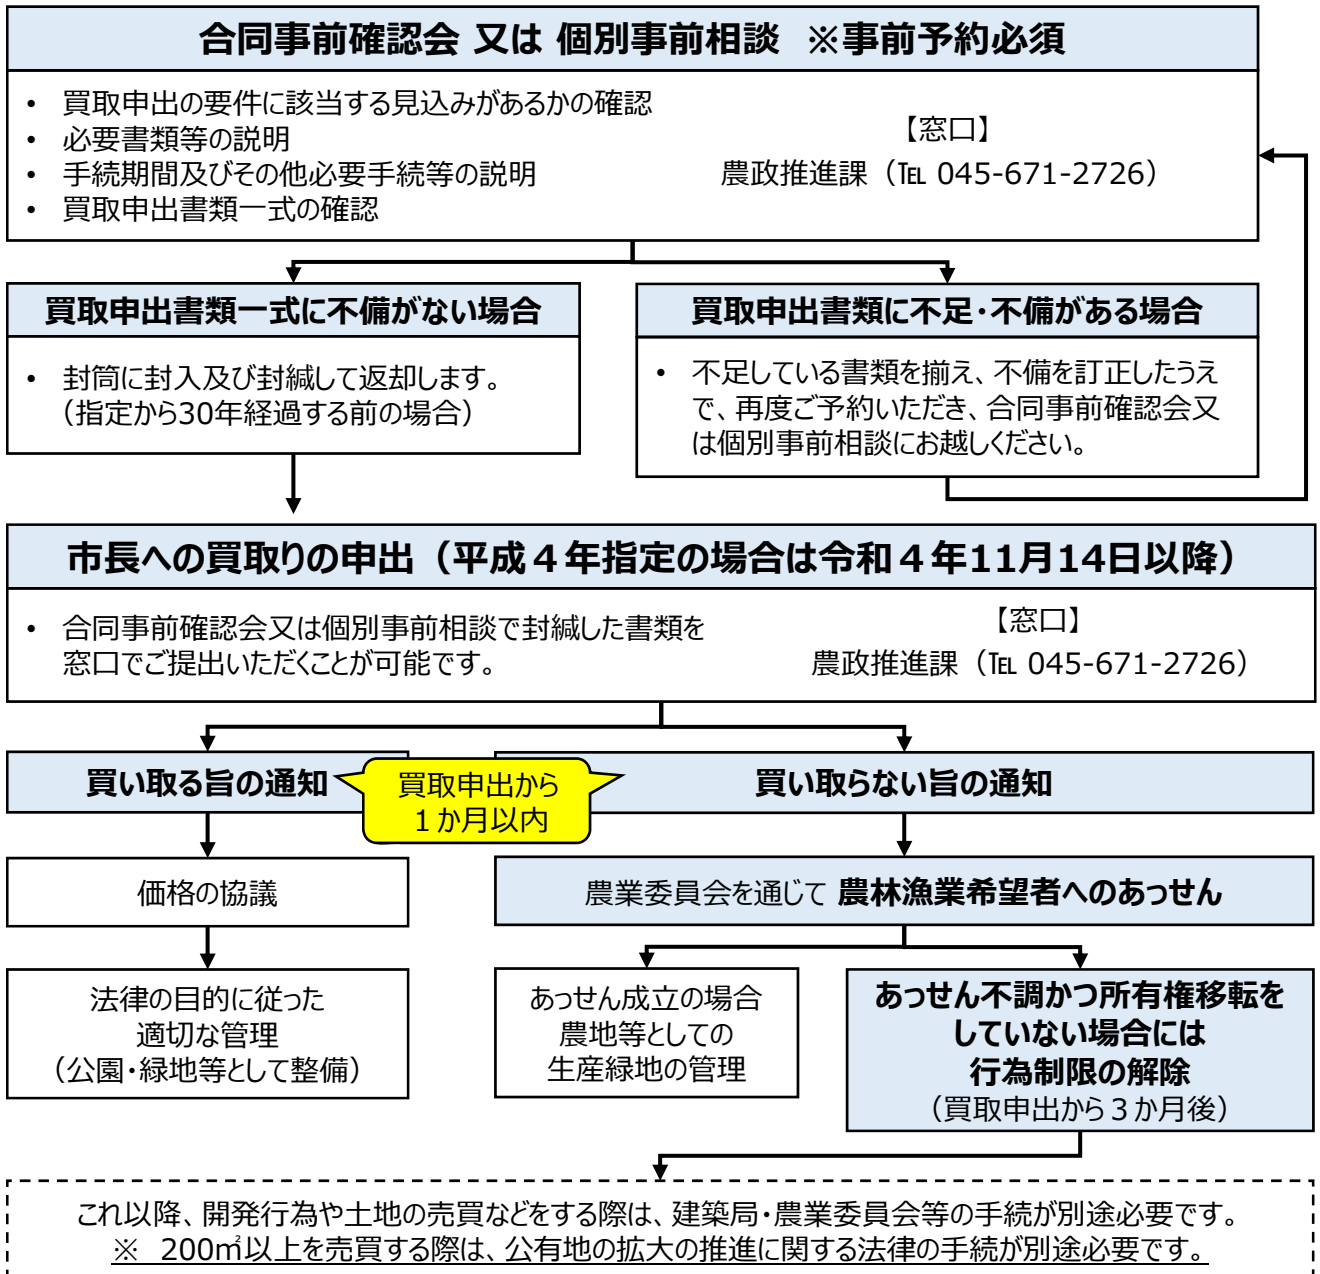 合同事前確認会 又は 個別事前相談 ※事前予約必須
• 買取申出の要件に該当する見込みがあるかの確認
• 必要書類等の説明
• 手続期間及びその他必要手続等の説明
• 買取申出書類一式の確認
【窓口】
農政推進課（℡ 045-671-2726）
買取申出書類一式に不備がない場合
• 封筒に封入及び封緘して返却します。
（指定から30年経過する前の場合）
買取申出書類に不足・不備がある場合
• 不足している書類を揃え、不備を訂正したうえ
で、再度ご予約いただき、合同事前確認会又
は個別事前相談にお越しください。
市長への買取りの申出（平成４年指定の場合は令和４年11月14日以降）
• 合同事前確認会又は個別事前相談で封緘した書類を
窓口でご提出いただくことが可能です。
【窓口】
農政推進課（℡ 045-671-2726）
買い取る旨の通知
買取申出から
１か月以内
買い取らない旨の通知
価格の協議
農業委員会を通じて 農林漁業希望者へのあっせん
法律の目的に従った
適切な管理
（公園・緑地等として整備）
あっせん成立の場合
農地等としての
生産緑地の管理
あっせん不調かつ所有権移転を
していない場合には
行為制限の解除
（買取申出から３か月後）
これ以降、開発行為や土地の売買などをする際は、建築局・農業委員会等の手続が別途必要です。
※　200㎡以上を売買する際は、公有地の拡大の推進に関する法律の手続が別途必要です。